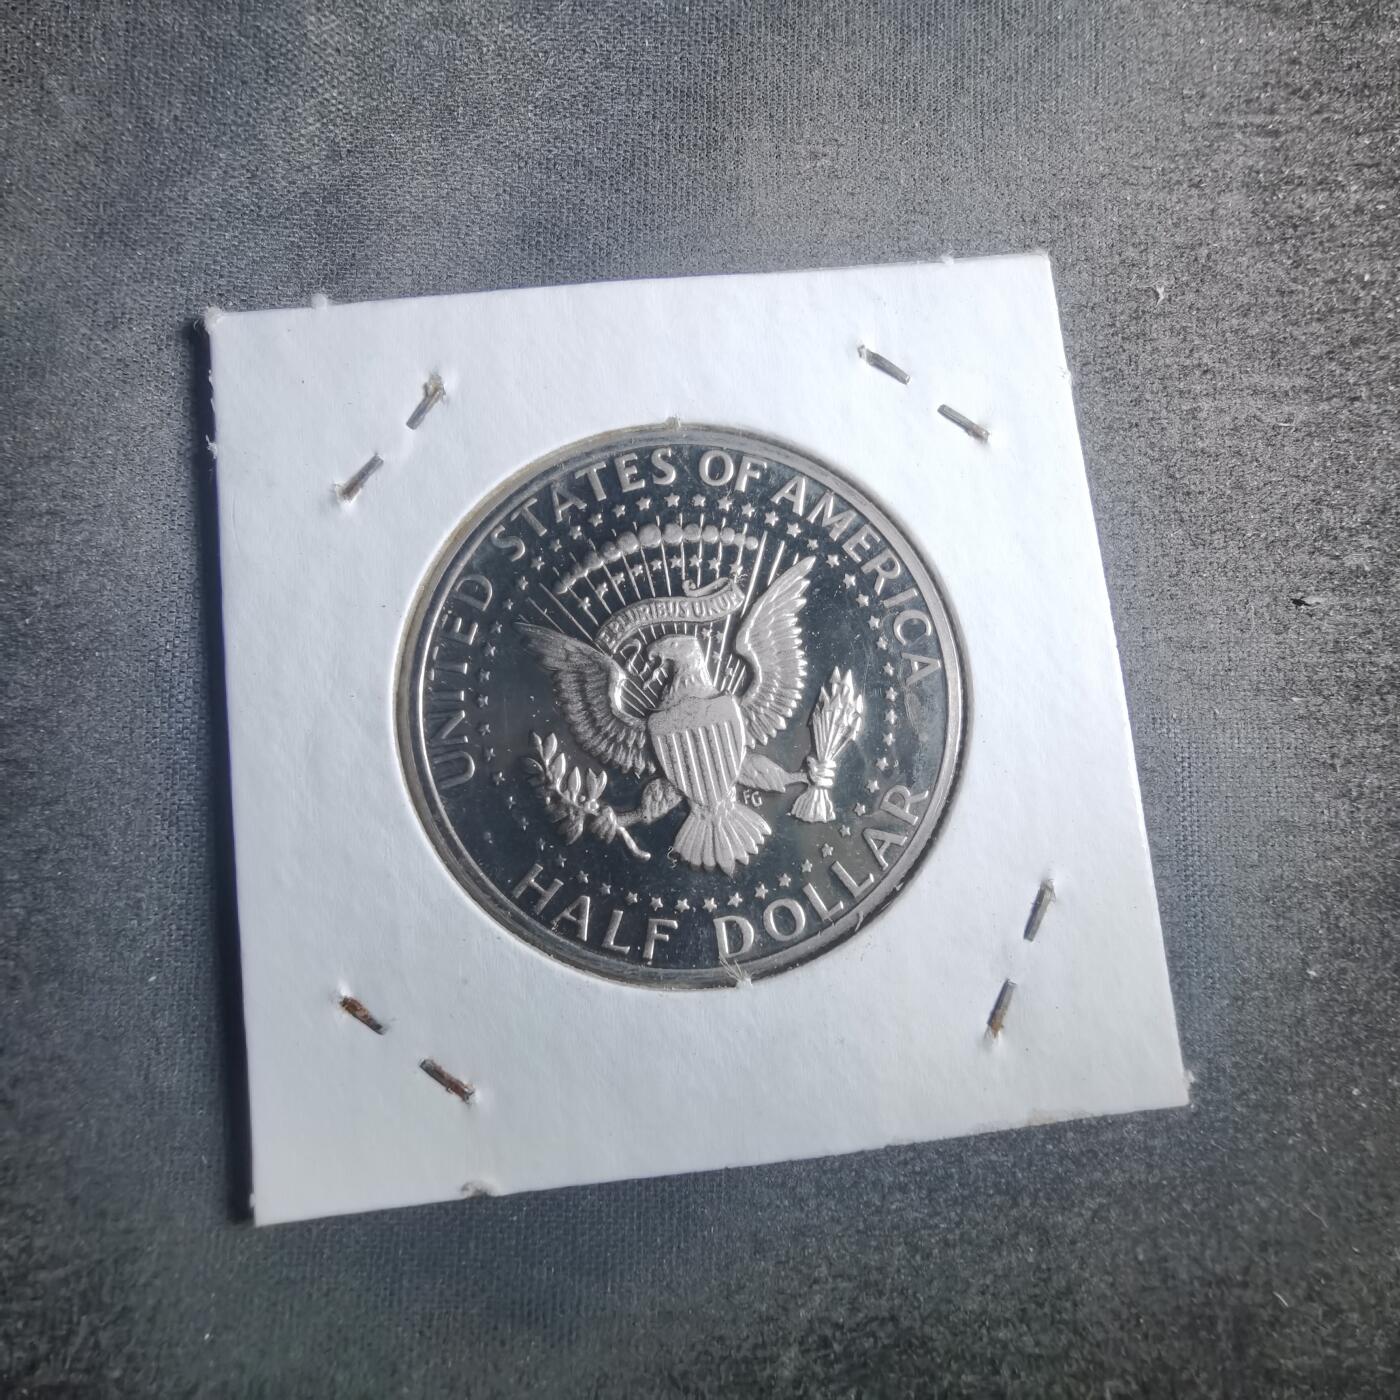 UNITED STATES OF AMERICA
E PLURIBUS UNUM
FG
HALF DOLLAR